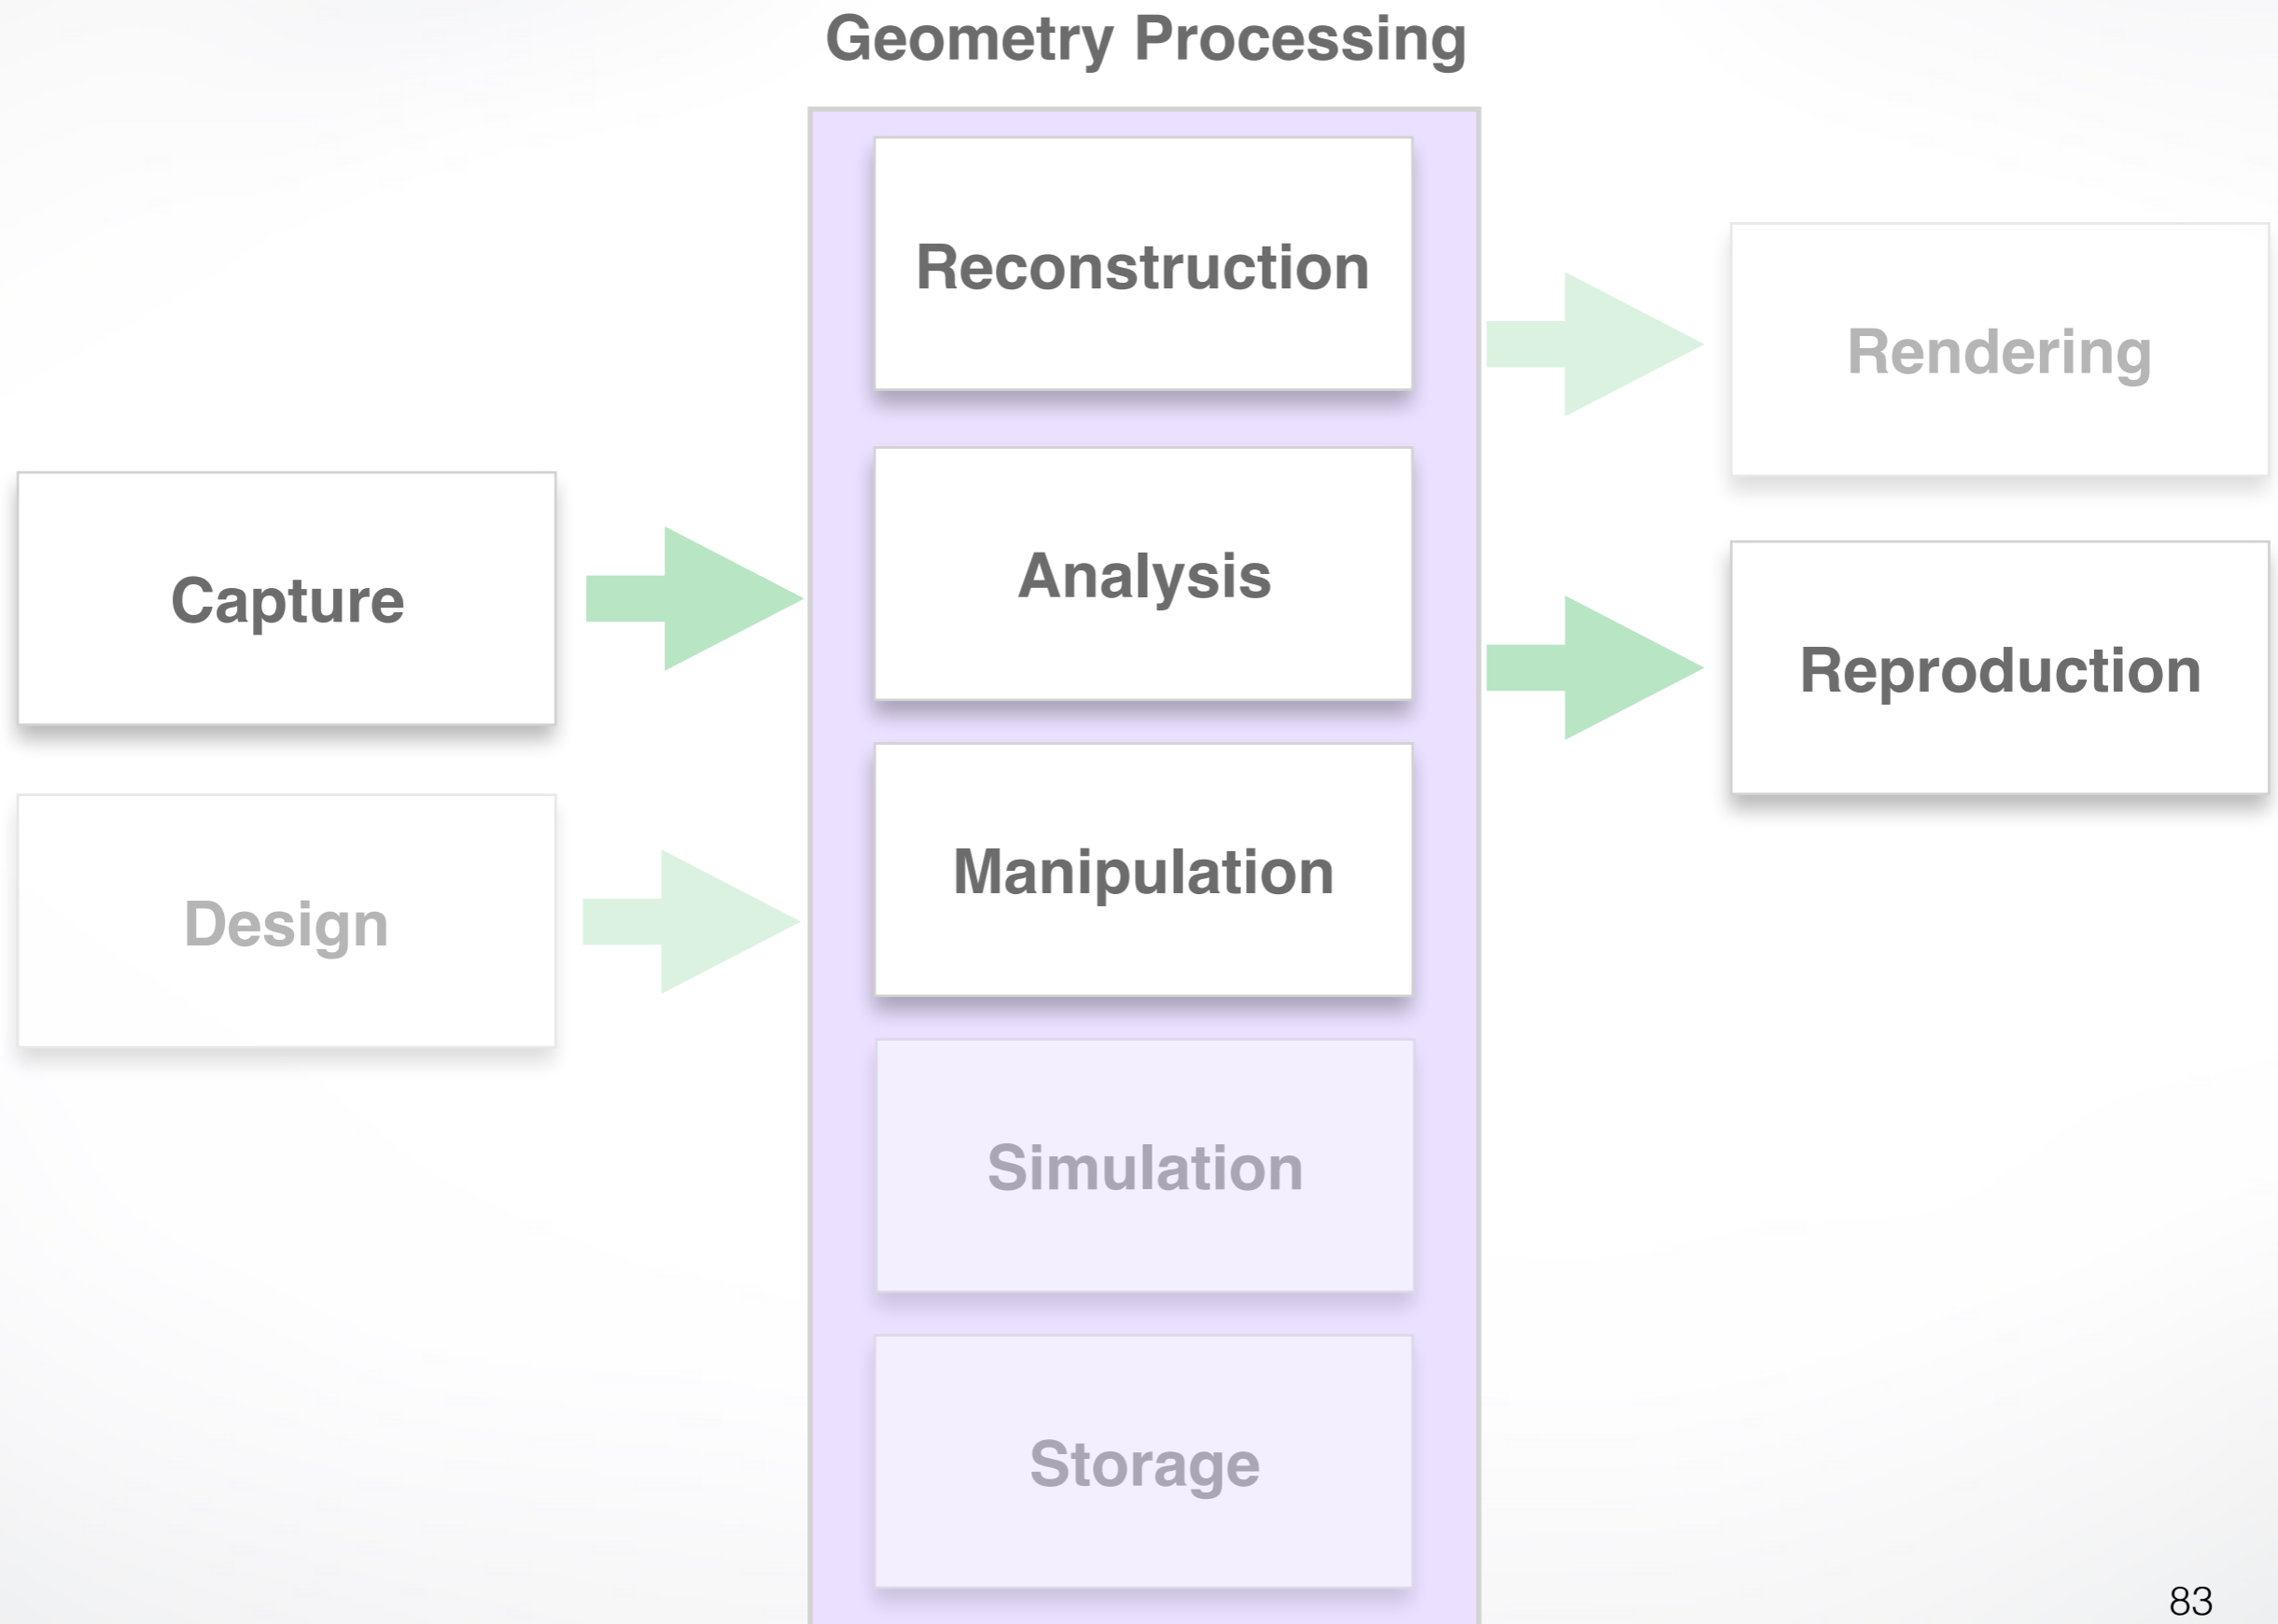 Geometry Processing
Reconstruction
Rendering
Capture
Analysis
Reproduction
Design
Manipulation
Simulation
Storage
83